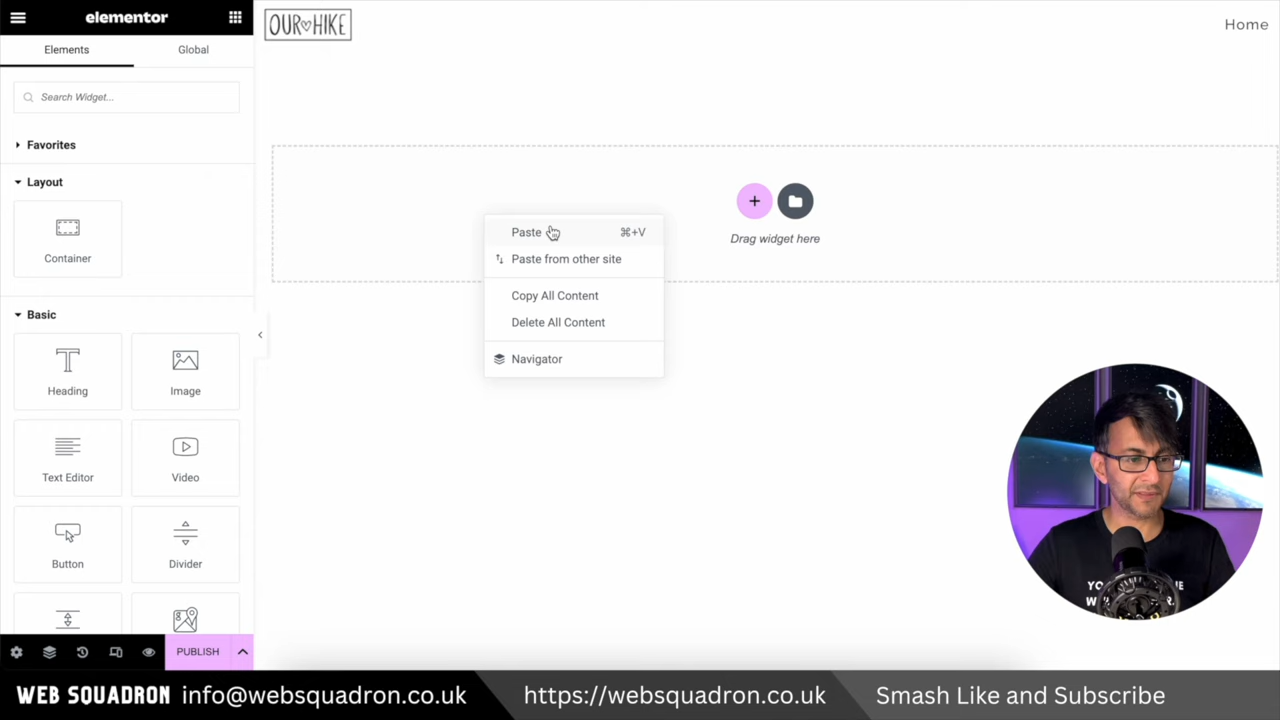 elementor
Elements
Global
Search Widget...
Favorites
Layout
Container
Basic
Heading
Image
Text Editor
Video
Button
Divider
PUBLISH
OUR HIKE
Home
Drag widget here
Paste ⌘+V
Paste from other site
Copy All Content
Delete All Content
Navigator
WEB SQUADRON info@websquadron.co.uk https://websquadron.co.uk Smash Like and Subscribe